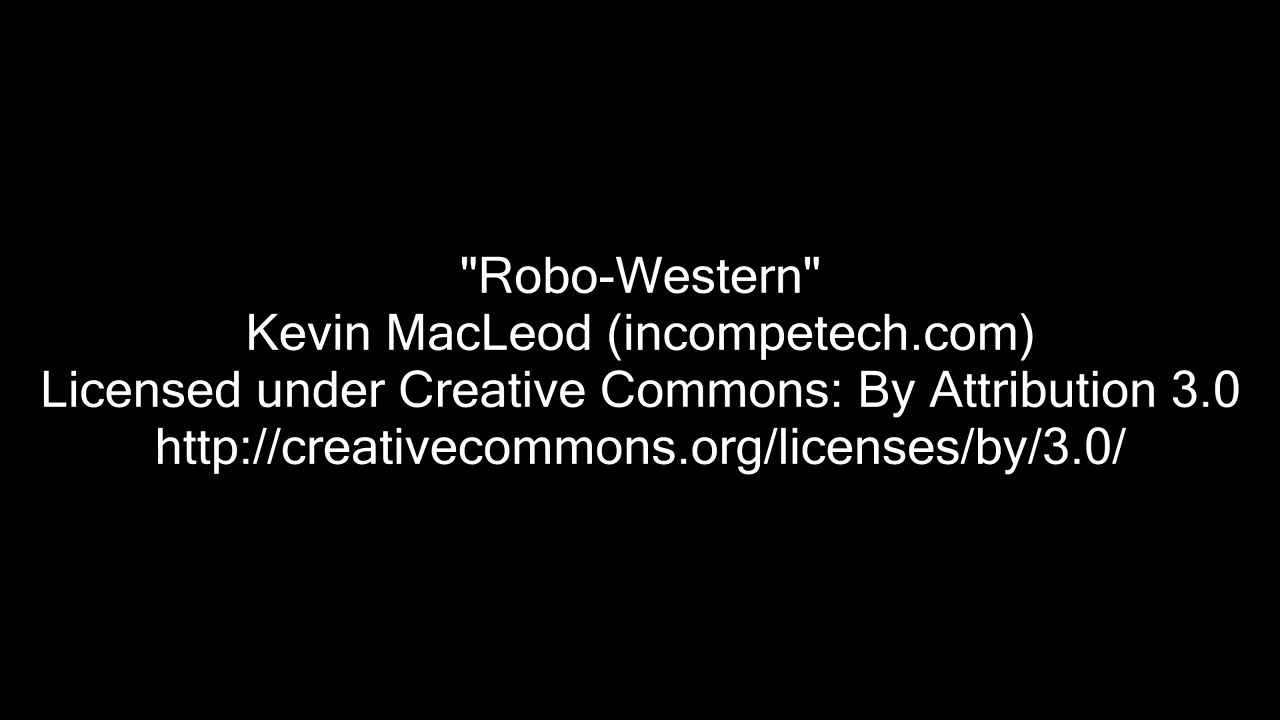 "Robo-Western"
Kevin MacLeod (incompetech.com)
Licensed under Creative Commons: By Attribution 3.0
http://creativecommons.org/licenses/by/3.0/